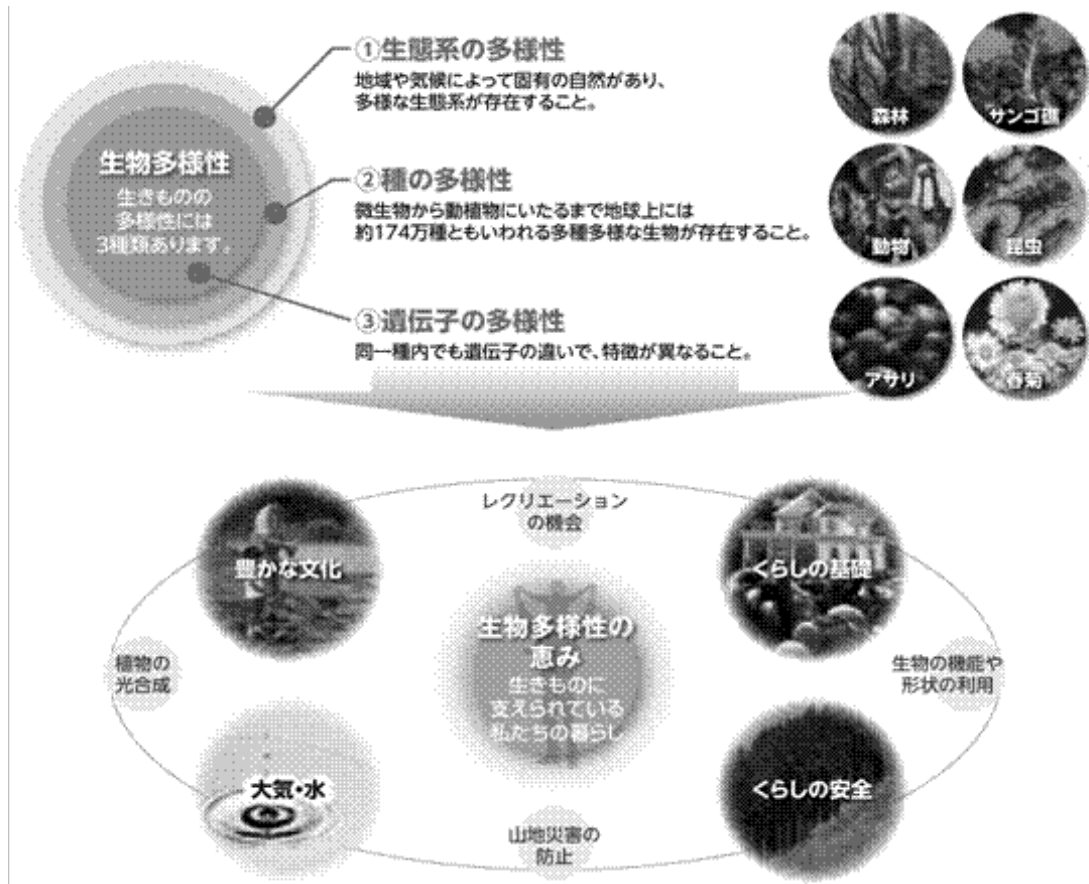 ①生態系の多様性
地域や気候によって固有の自然があり、
多様な生態系が存在すること。
生物多様性
生きものの
多様性には
3種類あります。
②種の多様性
微生物から動植物にいたるまで地球上には
約174万種ともいわれる多種多様な生物が存在すること。
③遺伝子の多様性
同一種内でも遺伝子の違いで、特徴が異なること。
森林
サンゴ礁
動物
昆虫
アサリ
春菊
レクリエーション
の機会
豊かな文化
くらしの基礎
生物多様性の
恵み
生きものに
支えられている
私たちの暮らし
植物の
光合成
生物の機能や
形状の利用
大気・水
くらしの安全
山地災害の
防止